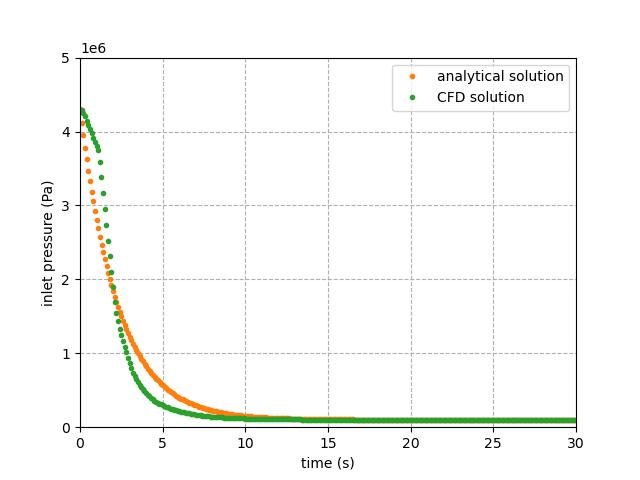 1e6
5
4
3
2
1
0
0 5 10 15 20 25 30
inlet pressure (Pa)
time (s)
analytical solution
CFD solution